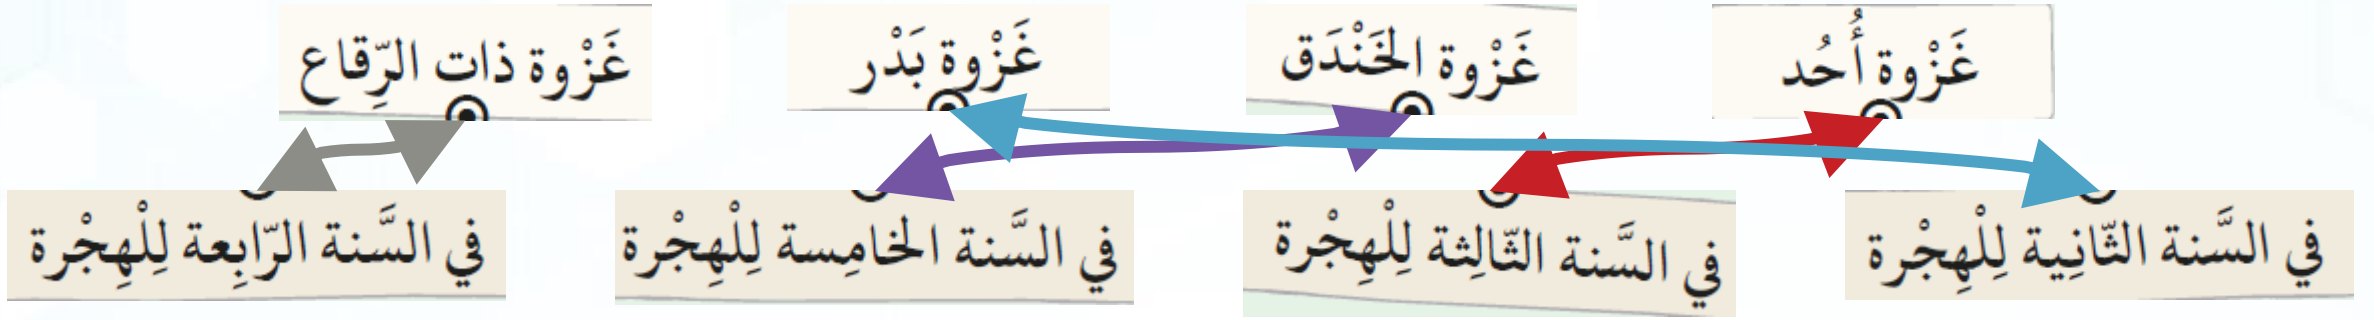 غَزْوة أُحُد
غَزْوة الخَنْدَق
غَزْوة بَدْر
غَزْوة ذات الرِّقاع
في السَّنة الثّانِية لِلْهِجْرة
في السَّنة الثّالِثة لِلْهِجْرة
في السَّنة الخامِسة لِلْهِجْرة
في السَّنة الرّابِعة لِلْهِجْرة